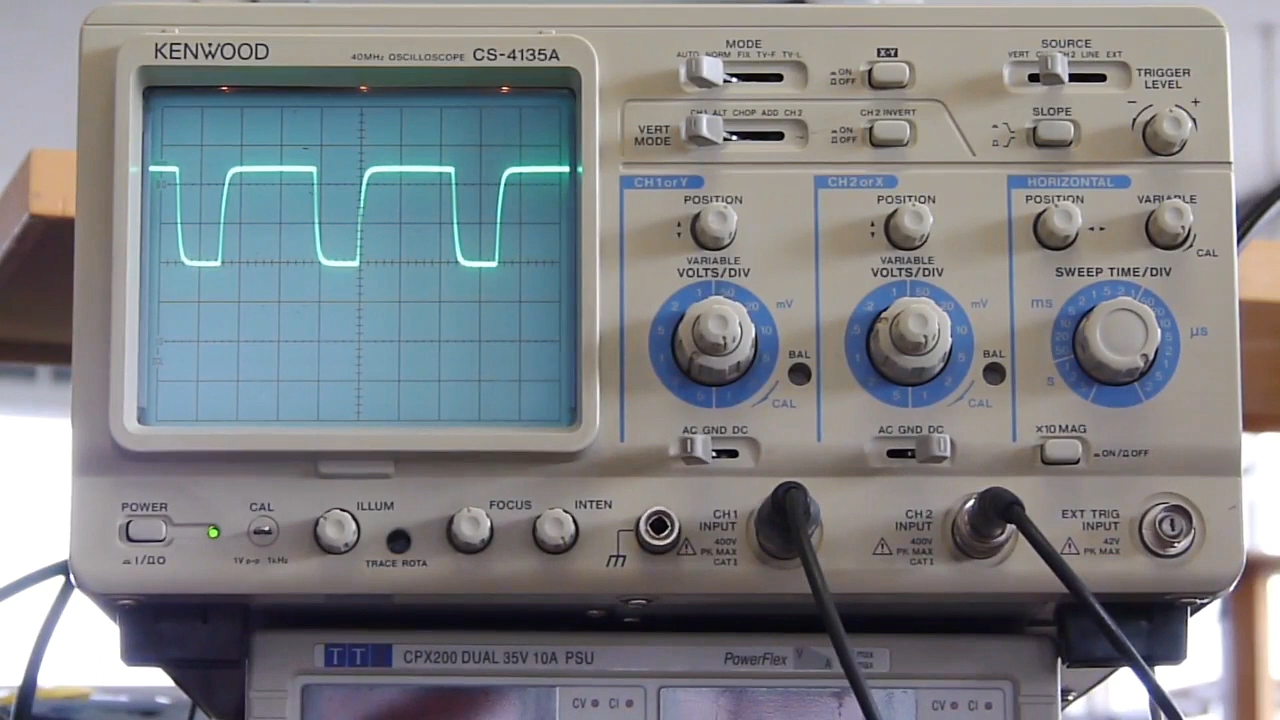 KENWOOD
40MHz OSCILLOSCOPE CS-4135A
MODE
AUTO NORM FIX TV-F TV-L
X-Y
ON
OFF
SOURCE
VERT CH2 LINE EXT
TRIGGER
LEVEL
- +
VERT
MODE
CH1 ALT CHOP ADD CH2
CH2 INVERT
ON
OFF
SLOPE
CH1 or Y
CH2 or X
HORIZONTAL
POSITION
POSITION
POSITION
VARIABLE
CAL
VARIABLE
VOLTS/DIV
VARIABLE
VOLTS/DIV
SWEEP TIME/DIV
mV
mV
ms
µs
s
BAL
BAL
CAL
CAL
AC GND DC
AC GND DC
X10 MAG
ON/OFF
POWER
CAL
ILLUM
FOCUS
INTEN
1V p-p 1kHz
TRACE ROTA
CH1
INPUT
400V
PK MAX
CAT I
CH2
INPUT
400V
PK MAX
CAT I
EXT TRIG
INPUT
42V
PK MAX
TT CPX200 DUAL 35V 10A PSU
PowerFlex
CV CI
CV CI